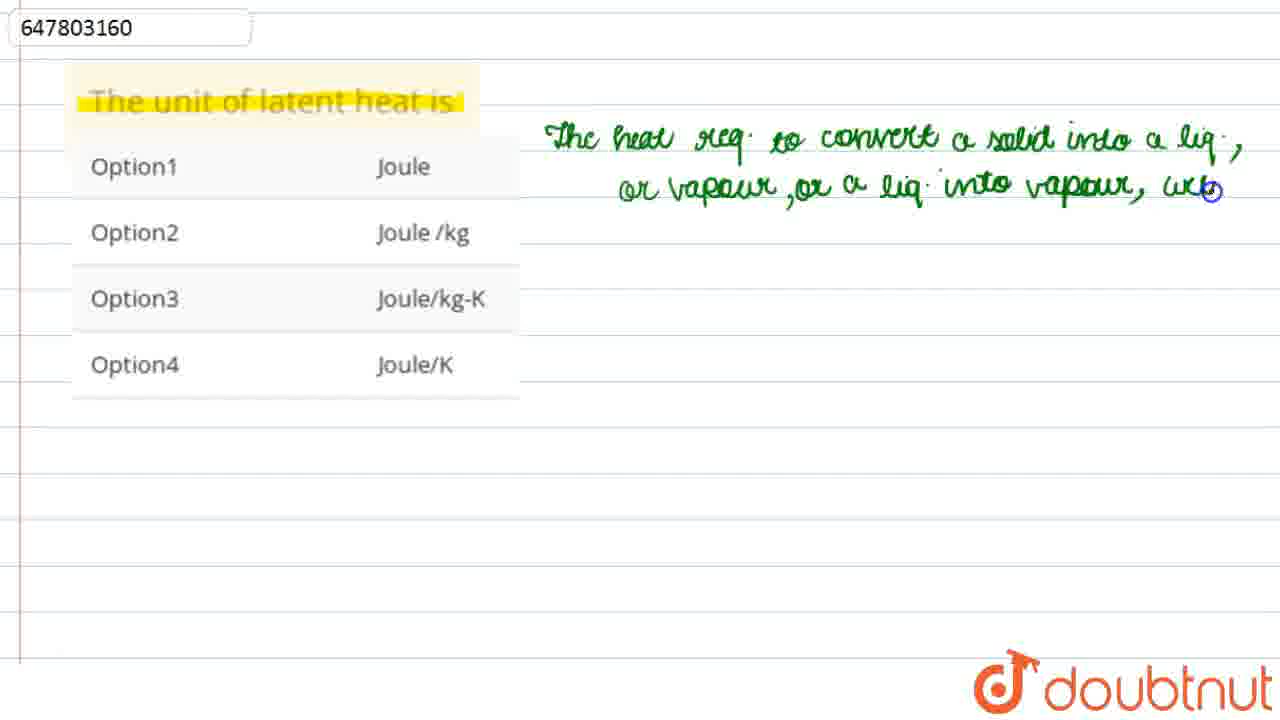 647803160
The unit of latent heat is
Option1 Joule
Option2 Joule /kg
Option3 Joule/kg-K
Option4 Joule/K
The heat req. to convert a solid into a liq.,
or vapour, or a liq. into vapour,
doubtnut